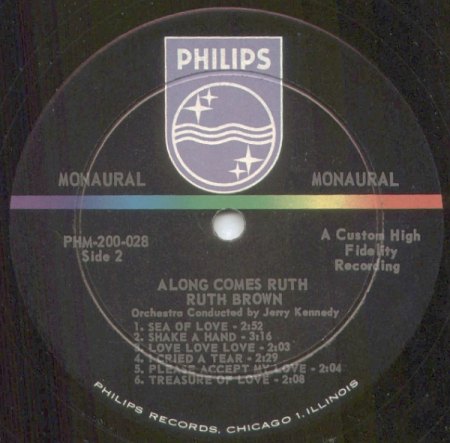 PHILIPS
MONAURAL
MONAURAL
PHM-200-028
Side 2
A Custom High
Fidelity
Recording
ALONG COMES RUTH
RUTH BROWN
Orchestra Conducted by Jerry Kennedy
1. SEA OF LOVE - 2:52
2. SHAKE A HAND - 3:16
3. LOVE LOVE LOVE - 2:03
4. I CRIED A TEAR - 2:29
5. PLEASE ACCEPT MY LOVE - 2:04
6. TREASURE OF LOVE - 2:08
PHILIPS RECORDS, CHICAGO 1, ILLINOIS